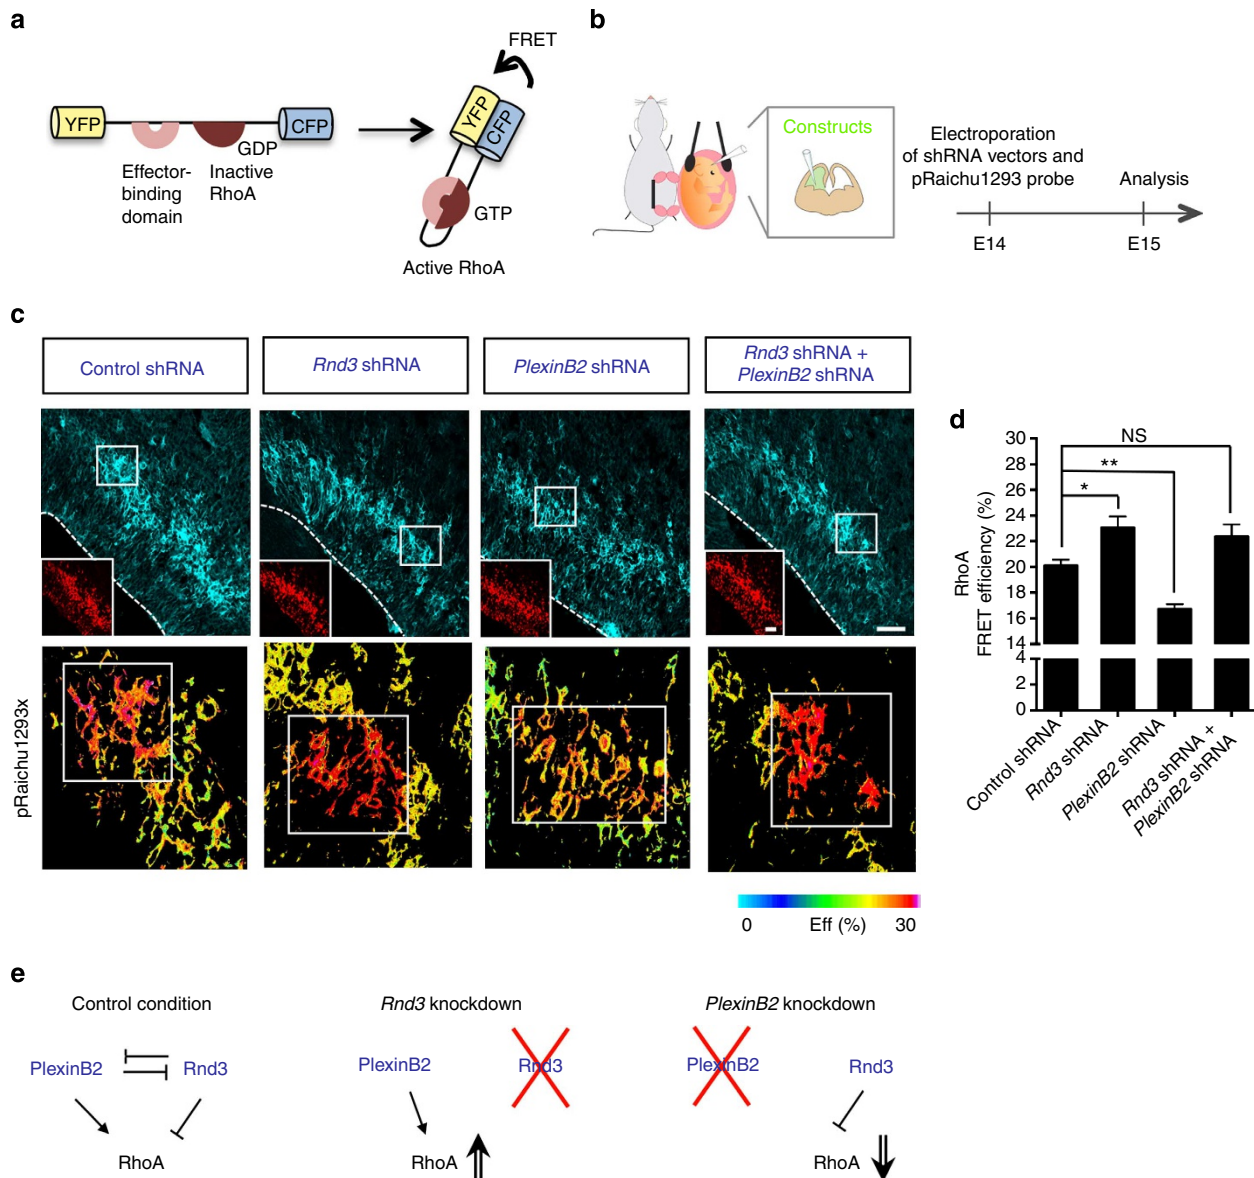 a
FRET
YFP
CFP
GDP
Effector-
binding
domain
Inactive
RhoA
YFP
CFP
GTP
Active RhoA
b
Constructs
Electroporation
of shRNA vectors and
pRaichu1293 probe
Analysis
E14
E15
c
Control shRNA
Rnd3 shRNA
PlexinB2 shRNA
Rnd3 shRNA +
PlexinB2 shRNA
pRaichu1293x
0
Eff (%)
30
d
RhoA
FRET efficiency (%)
30
28
26
24
22
20
18
16
14
4
2
0
NS
**
*
Control shRNA
Rnd3 shRNA
PlexinB2 shRNA
Rnd3 shRNA +
PlexinB2 shRNA
e
Control condition
PlexinB2
Rnd3
RhoA
Rnd3 knockdown
PlexinB2
Rnd3
RhoA
PlexinB2 knockdown
PlexinB2
Rnd3
RhoA